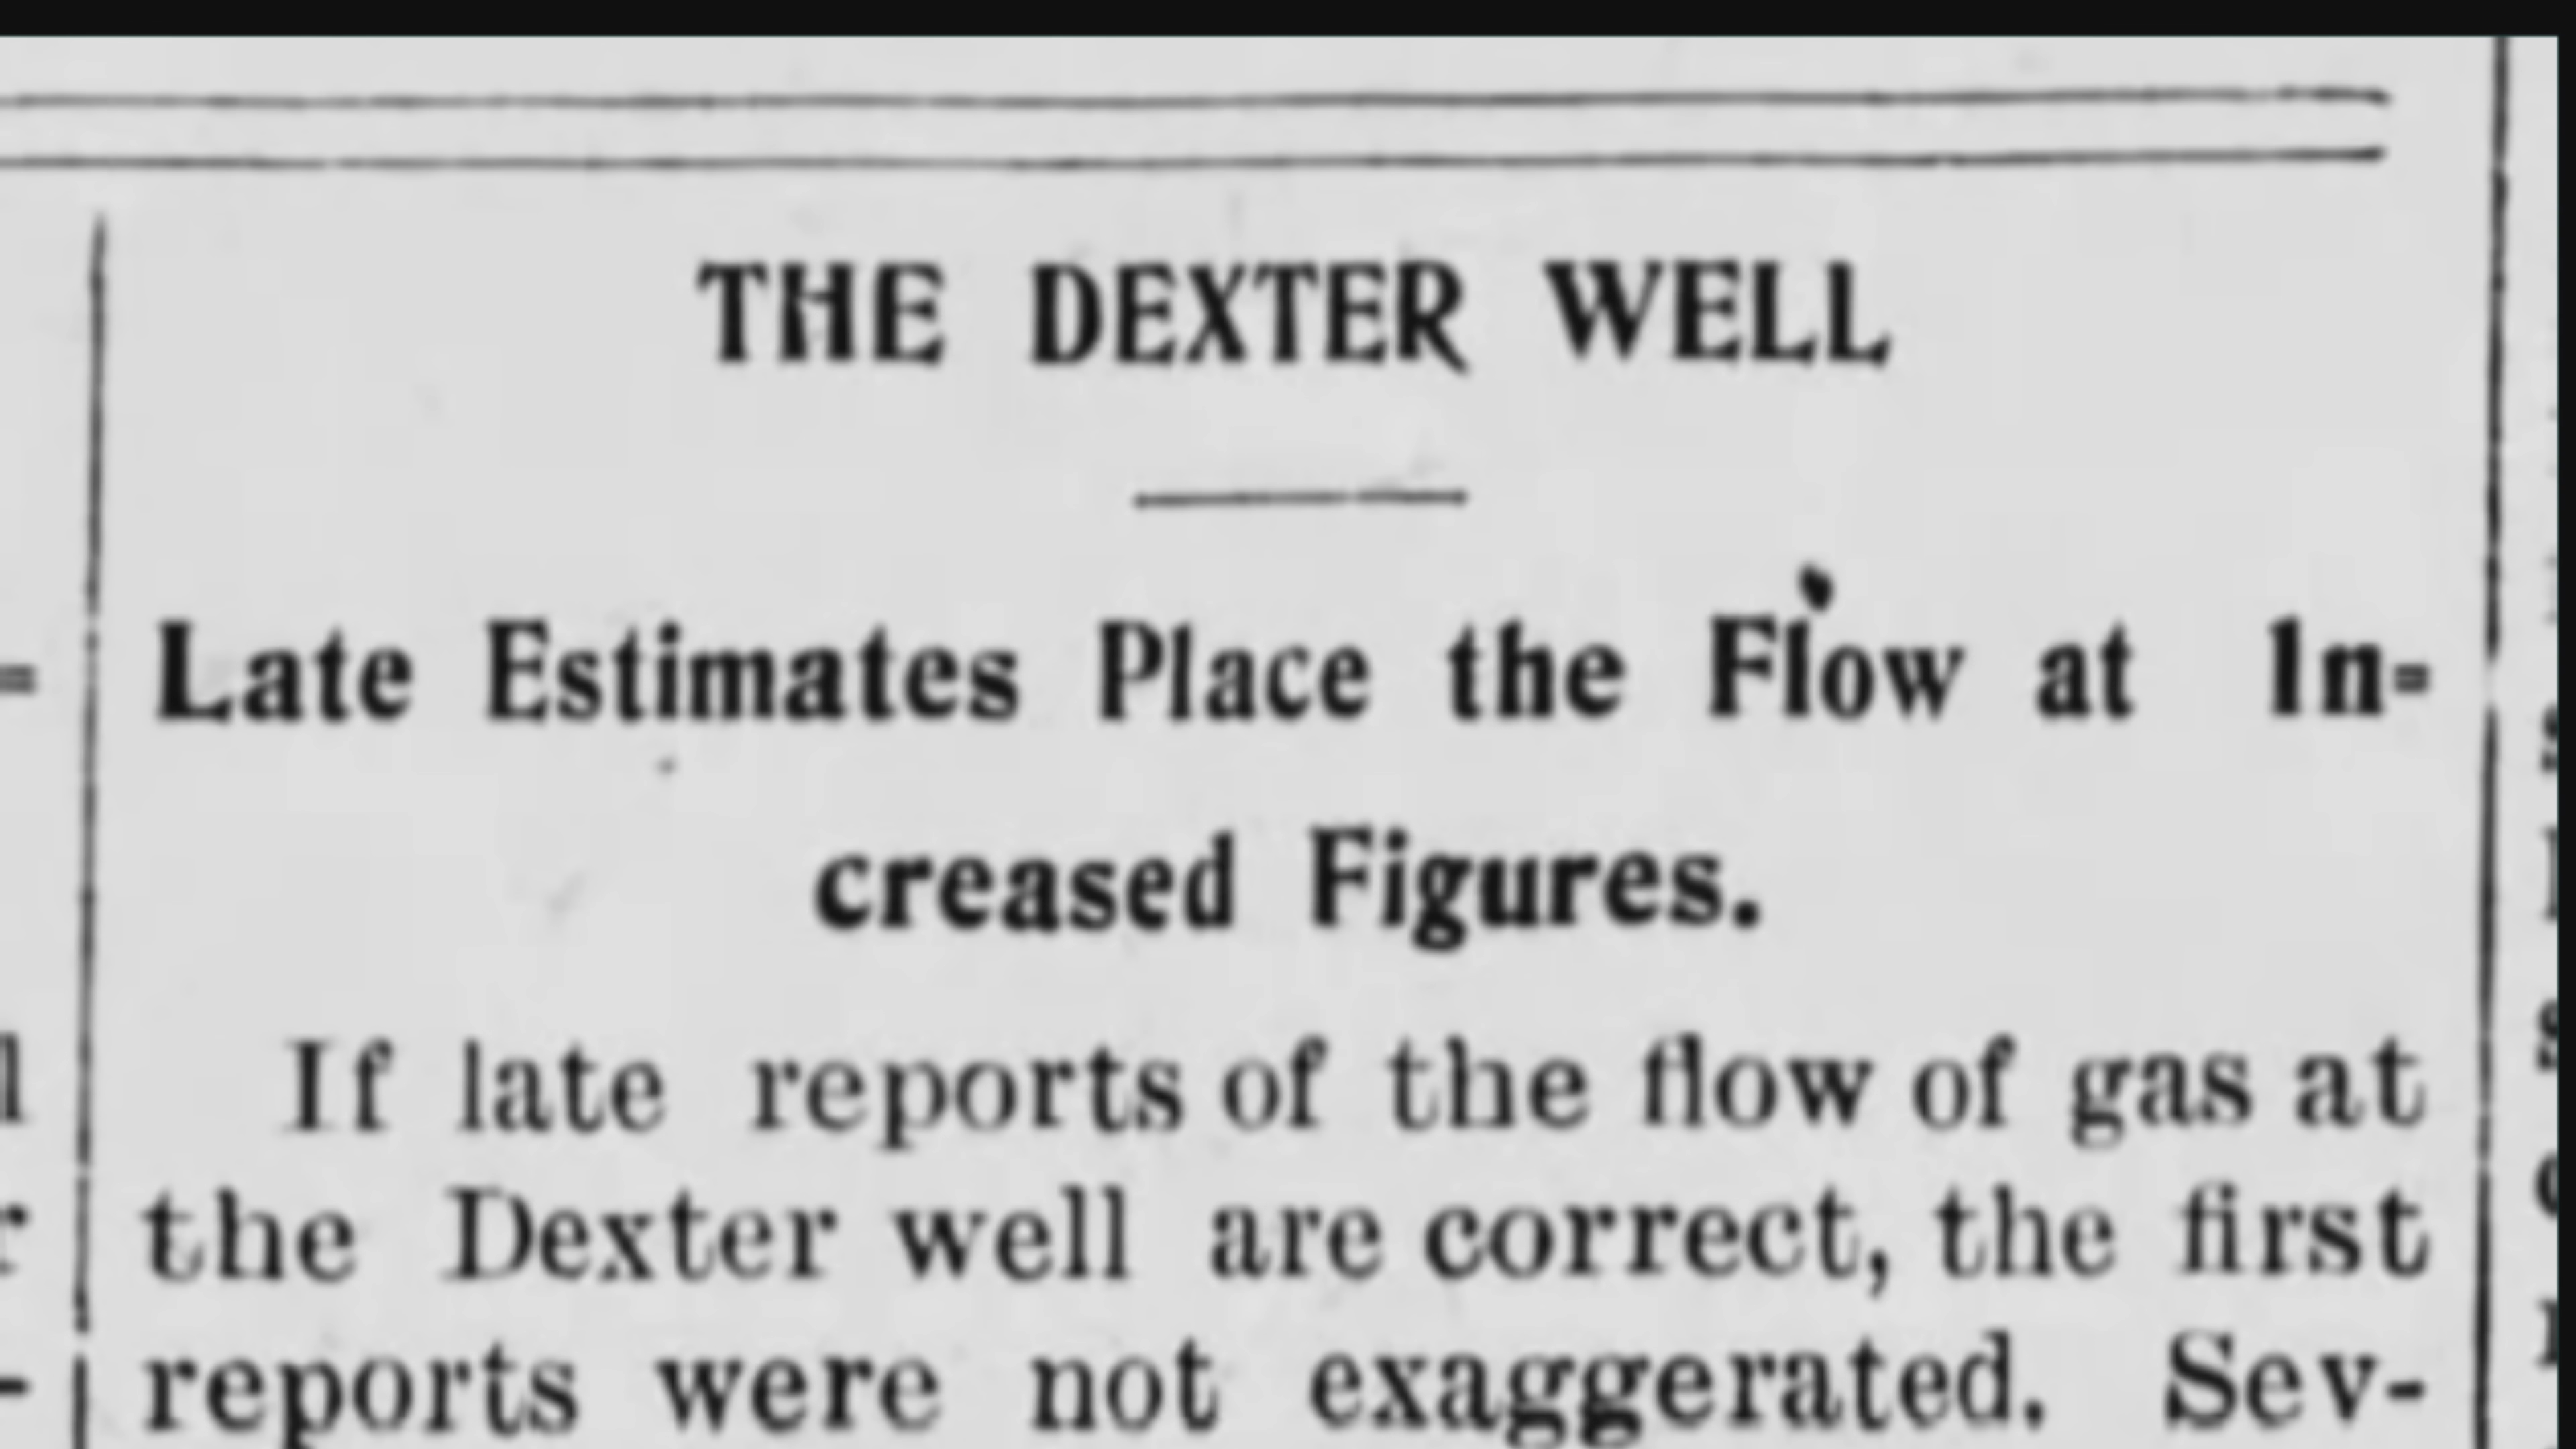 THE DEXTER WELL
Late Estimates Place the Flow at In=
creased Figures.
If late reports of the flow of gas at
the Dexter well are correct, the first
reports were not exaggerated. Sev-